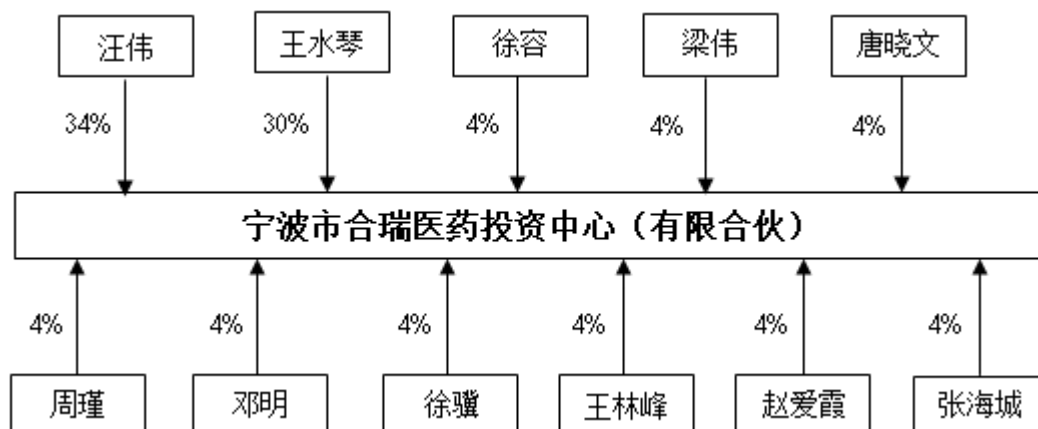 汪伟
王水琴
徐容
梁伟
唐晓文
34%
30%
4%
4%
4%
宁波市合瑞医药投资中心（有限合伙）
4%
4%
4%
4%
4%
4%
周瑾
邓明
徐骥
王林峰
赵爱霞
张海城